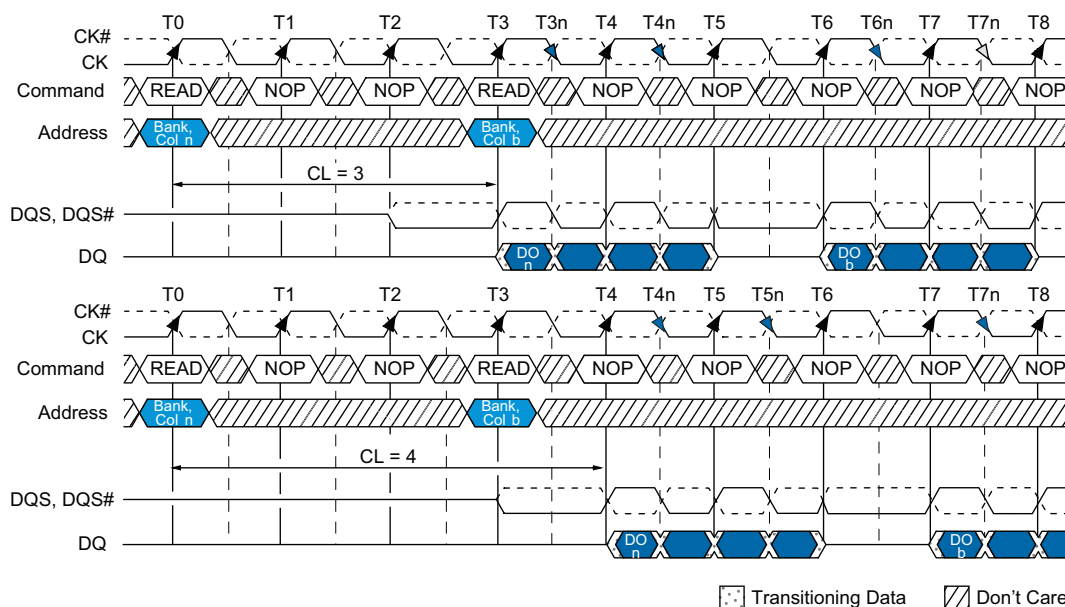 T0 T1 T2 T3 T3n T4 T4n T5 T6 T6n T7 T7n T8
CK#
CK
Command READ NOP NOP READ NOP NOP NOP NOP NOP
Address Bank, Col n Bank, Col b
CL = 3
DQS, DQS#
DQ DO n DO b
T0 T1 T2 T3 T4 T4n T5 T5n T6 T7 T7n T8
CK#
CK
Command READ NOP NOP READ NOP NOP NOP NOP NOP
Address Bank, Col n Bank, Col b
CL = 4
DQS, DQS#
DQ DO n DO b
Transitioning Data Don't Care